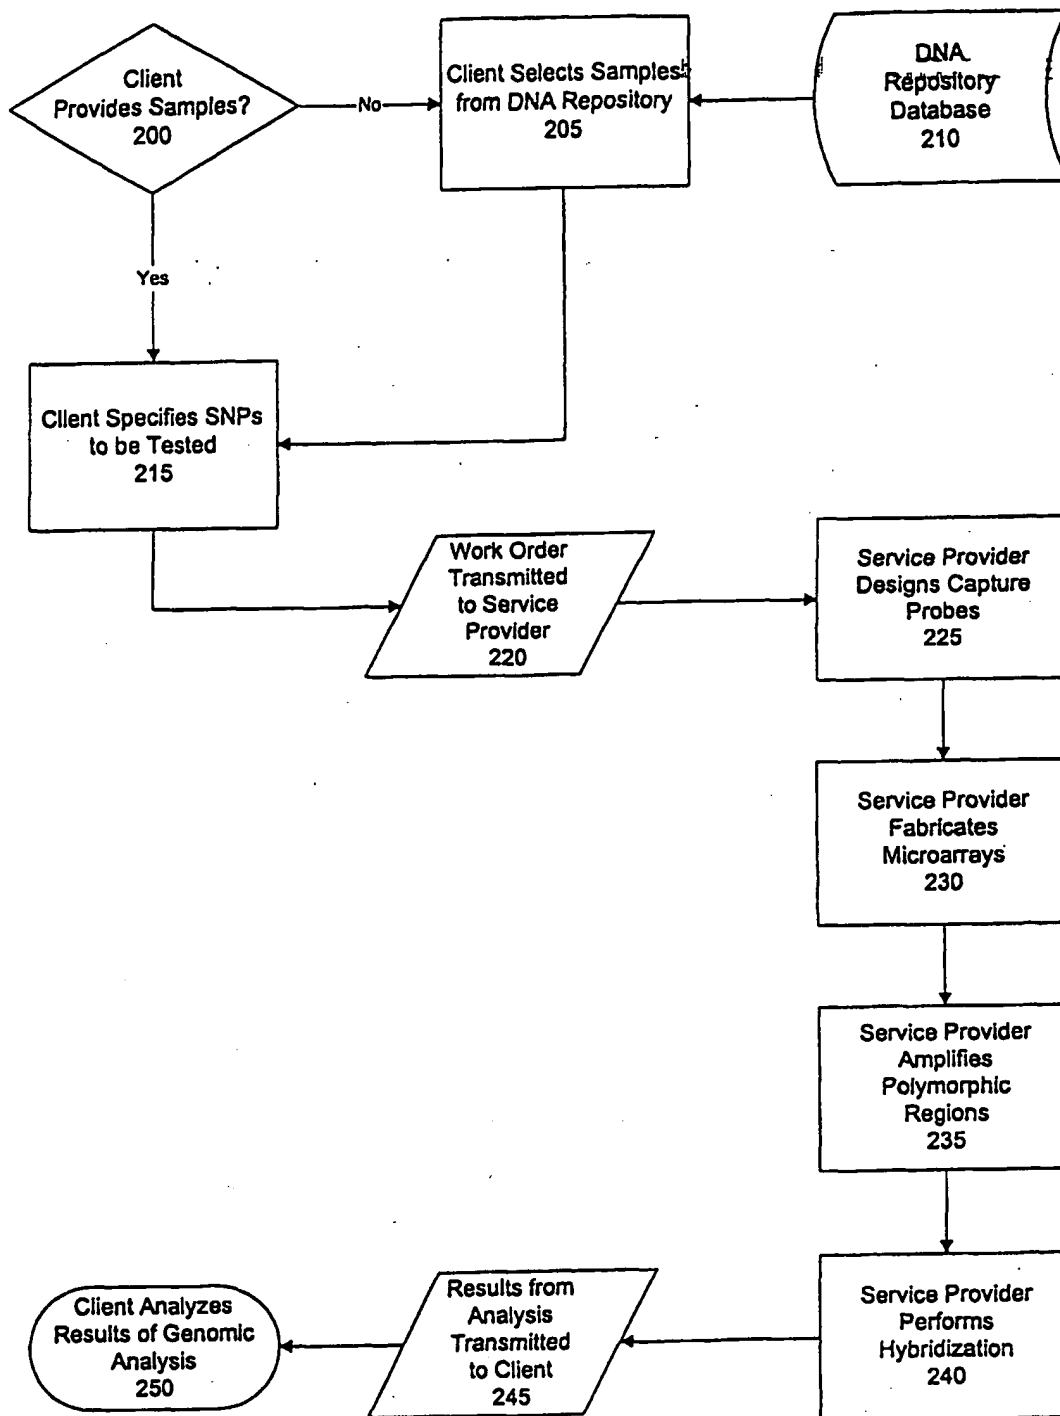 Client
Provides Samples?
200
No
Client Selects Samples
from DNA Repository
205
DNA
Repository
Database
210
Yes
Client Specifies SNPs
to be Tested
215
Work Order
Transmitted
to Service
Provider
220
Service Provider
Designs Capture
Probes
225
Service Provider
Fabricates
Microarrays
230
Service Provider
Amplifies
Polymorphic
Regions
235
Service Provider
Performs
Hybridization
240
Results from
Analysis
Transmitted
to Client
245
Client Analyzes
Results of Genomic
Analysis
250